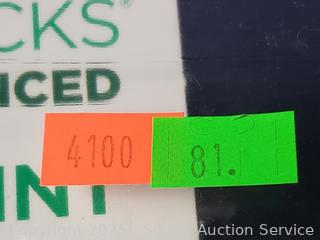 CKS®
NCED
4100 81.
INT
Copyright 2025 Auction Service